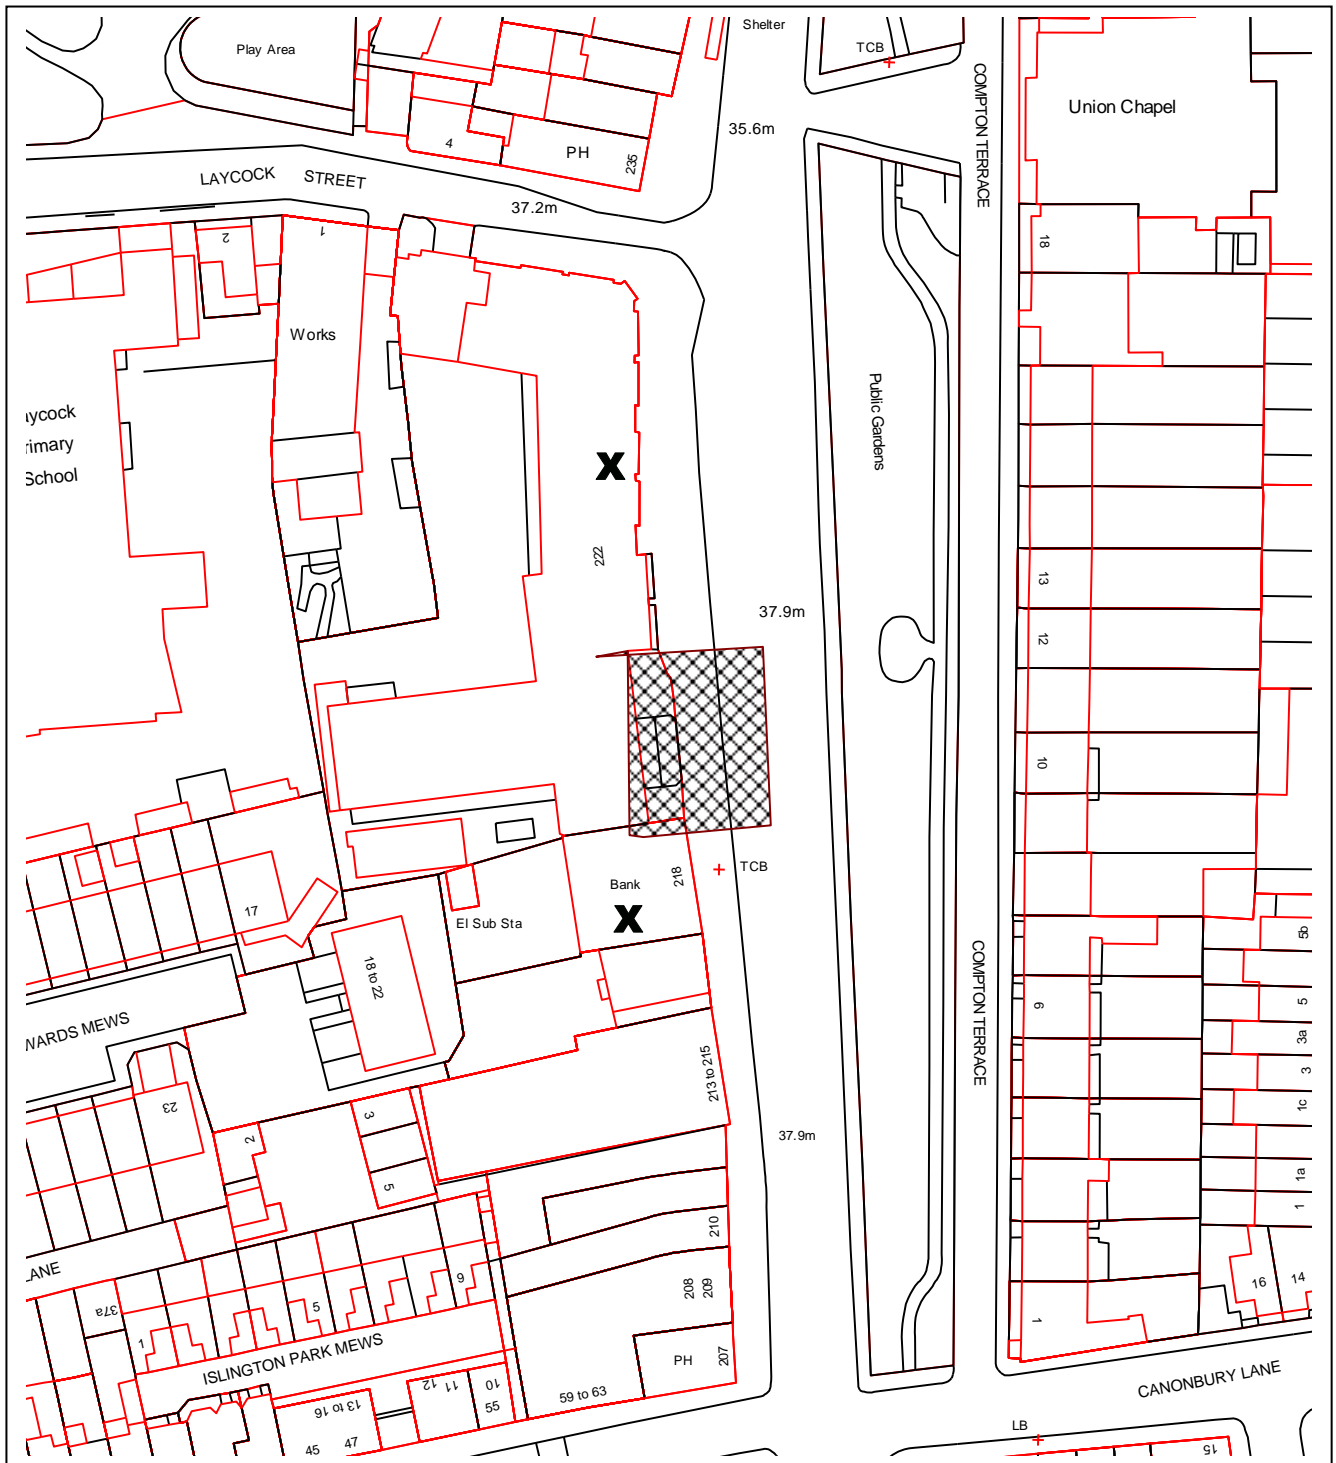 Shelter
Play Area
TCB
COMPTON TERRACE
Union Chapel
35.6m
4
PH
235
LAYCOCK STREET
37.2m
2
1
18
Works
Public Gardens
aycock
rimary
School
X
222
13
37.9m
12
10
TCB
218
Bank
X
17
El Sub Sta
5b
18 to 22
COMPTON TERRACE
9
5
WARDS MEWS
3a
213 to 215
3
23
3
1c
37.9m
2
1a
5
1
210
LANE
16
14
9
208
209
37a
5
1
1
ISLINGTON PARK MEWS
PH
207
CANONBURY LANE
12
11
10
59 to 63
13 to 16
55
LB
45
47
15